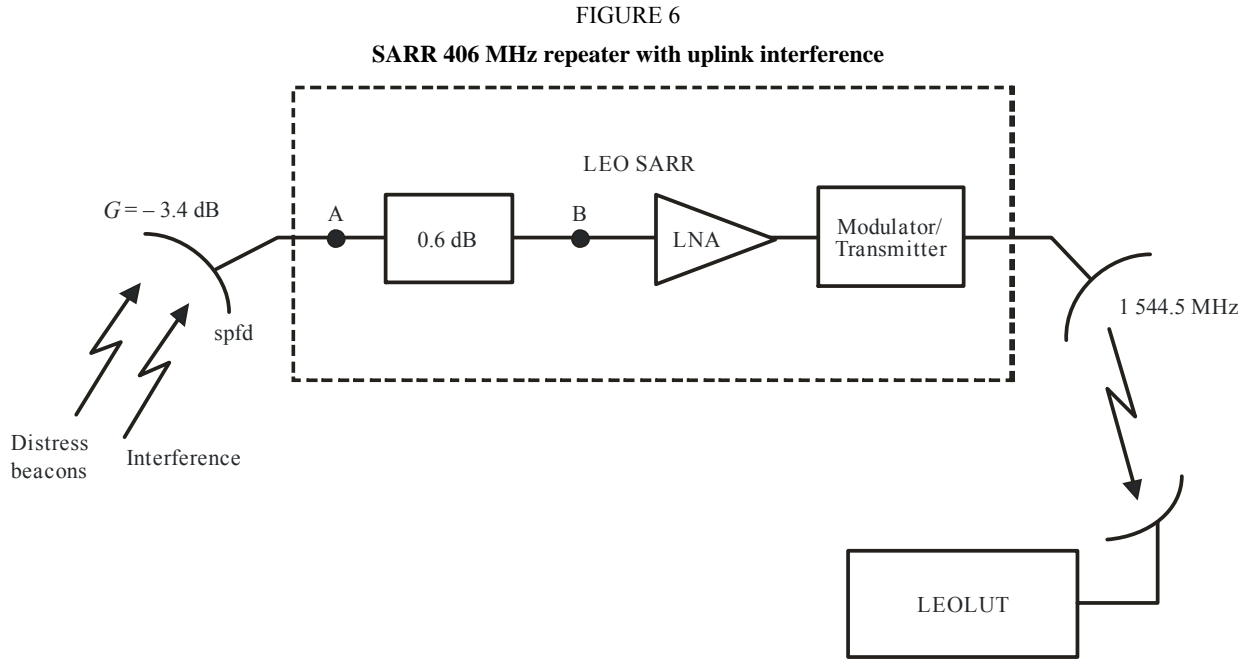 FIGURE 6
SARR 406 MHz repeater with uplink interference
LEO SARR
G = – 3.4 dB
A
0.6 dB
B
LNA
Modulator/
Transmitter
spfd
1 544.5 MHz
Distress
beacons
Interference
LEOLUT